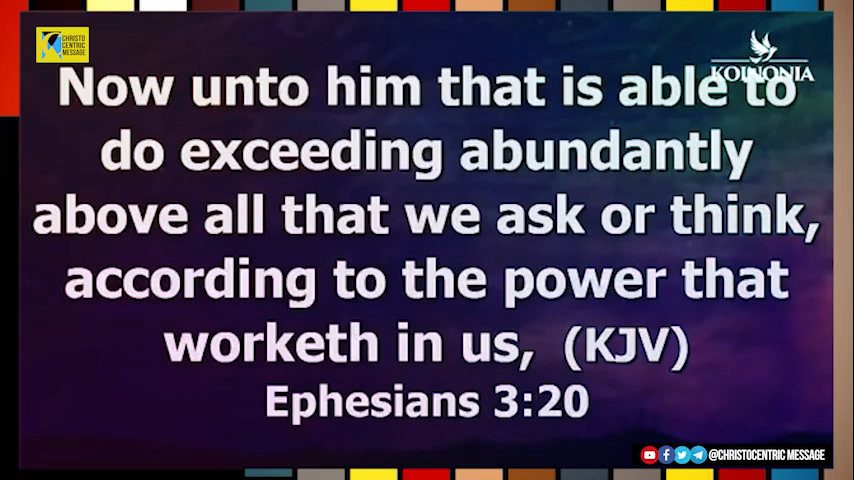 CHRISTO
CENTRIC
MESSAGE
KOINONIA
Now unto him that is able to
do exceeding abundantly
above all that we ask or think,
according to the power that
worketh in us, (KJV)
Ephesians 3:20
@CHRISTOCENTRIC MESSAGE